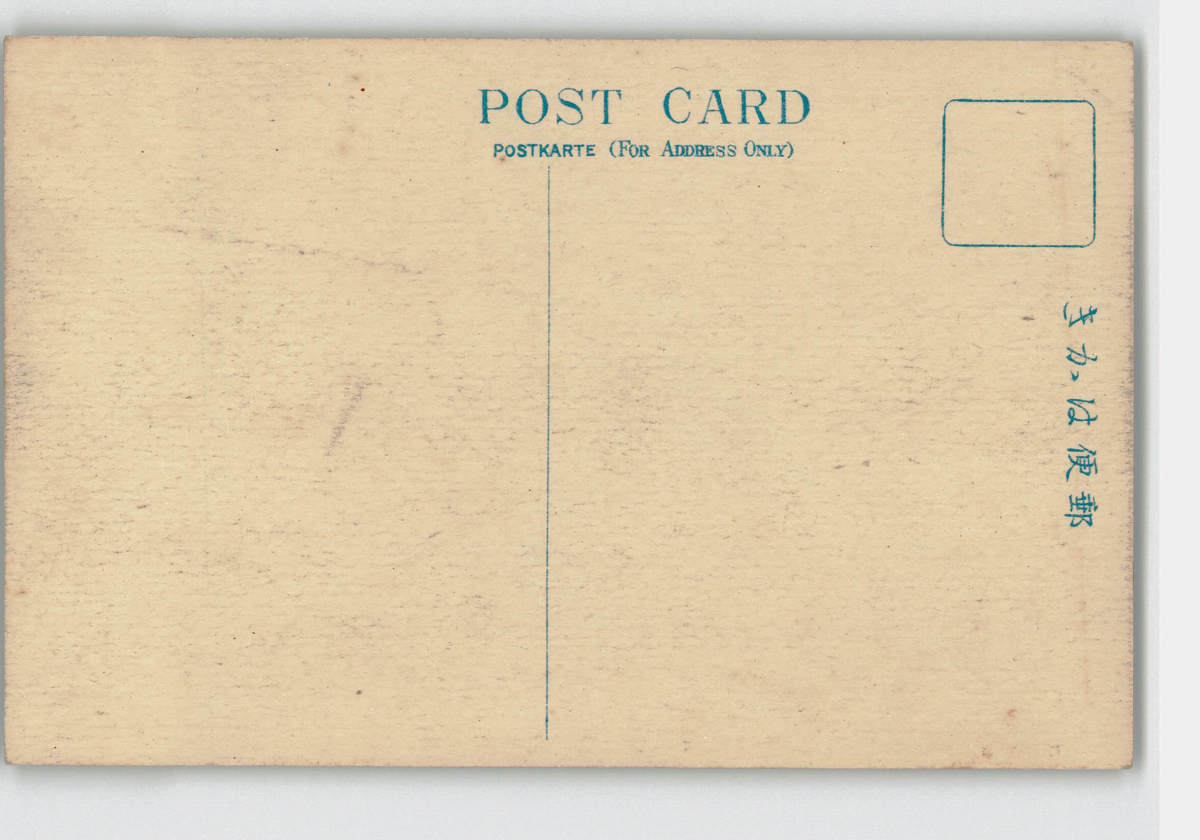 POST CARD
POSTKARTE (FOR ADDRESS ONLY)
郵便はかき